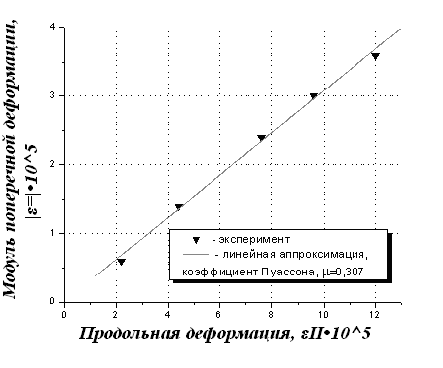 Модуль поперечной деформации,
|ε=|•10^5
4
3
2
1
0
0 2 4 6 8 10 12
- эксперимент
- линейная аппроксимация,
коэффициент Пуассона, μ=0,307
Продольная деформация, εII•10^5